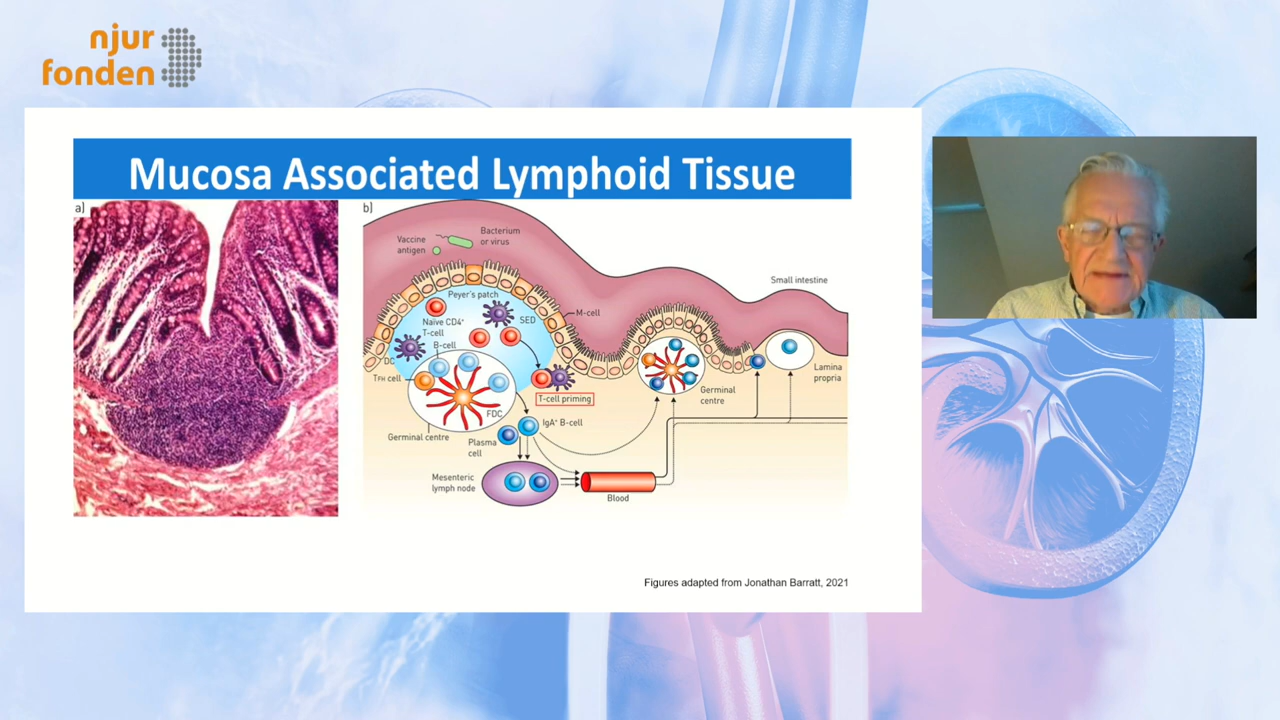 njur
fonden
Mucosa Associated Lymphoid Tissue
a)
b)
Vaccine
antigen
Bacterium
or virus
Peyer's patch
Naïve CD4⁺
T-cell
SED
M-cell
B-cell
DC
TFH cell
T-cell priming
FDC
Germinal centre
IgA⁺ B-cell
Plasma
cell
Mesenteric
lymph node
Blood
Germinal
centre
Small intestine
Lamina
propria
Figures adapted from Jonathan Barratt, 2021